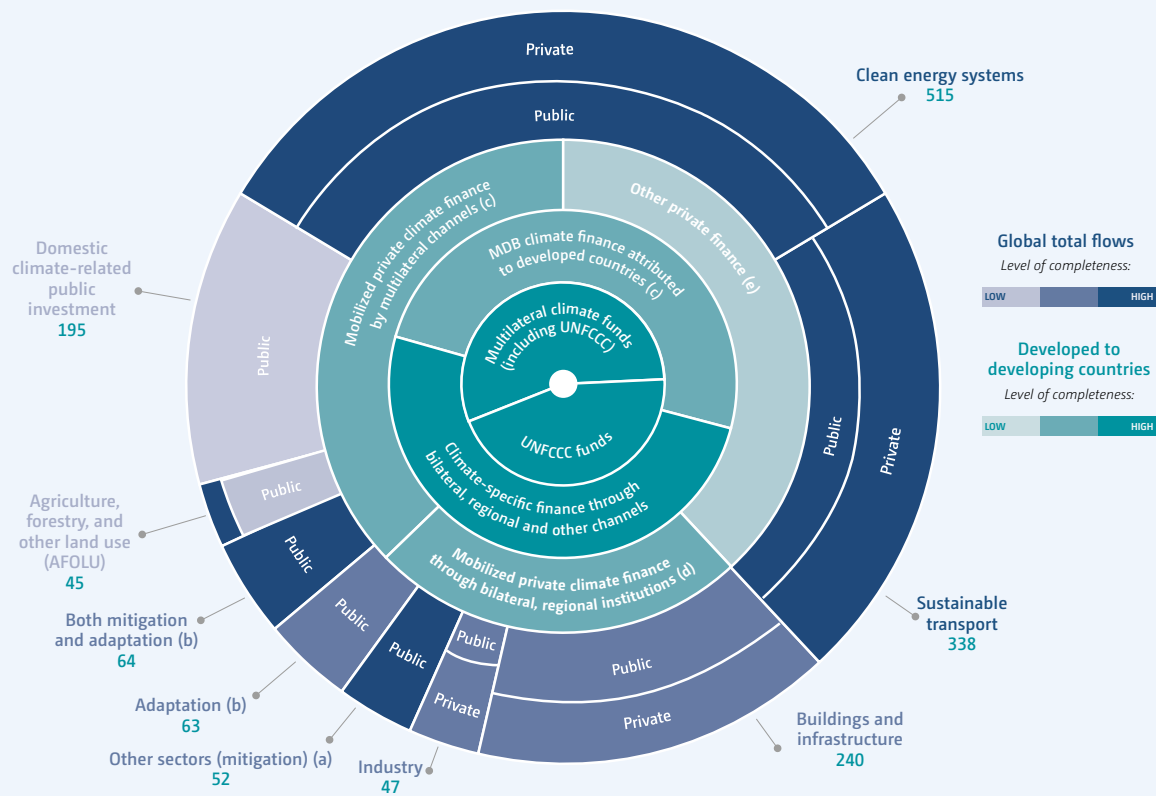 Private
Public
Clean energy systems
515
Mobilized private climate finance
by multilateral channels (c)
Other private finance (e)
MDB climate finance attributed
to developed countries (c)
Multilateral climate funds
(including UNFCCC)
UNFCCC funds
Climate-specific finance through
bilateral, regional and other channels
Mobilized private climate finance
through bilateral, regional institutions (d)
Domestic
climate-related
public
investment
195
Public
Global total flows
Level of completeness:
LOW
HIGH
Developed to
developing countries
Level of completeness:
LOW
HIGH
Public
Private
Sustainable
transport
338
Agriculture,
forestry, and
other land use
(AFOLU)
45
Public
Both mitigation
and adaptation (b)
64
Public
Adaptation (b)
63
Public
Other sectors (mitigation) (a)
52
Public
Industry
47
Public
Private
Public
Private
Buildings and
infrastructure
240